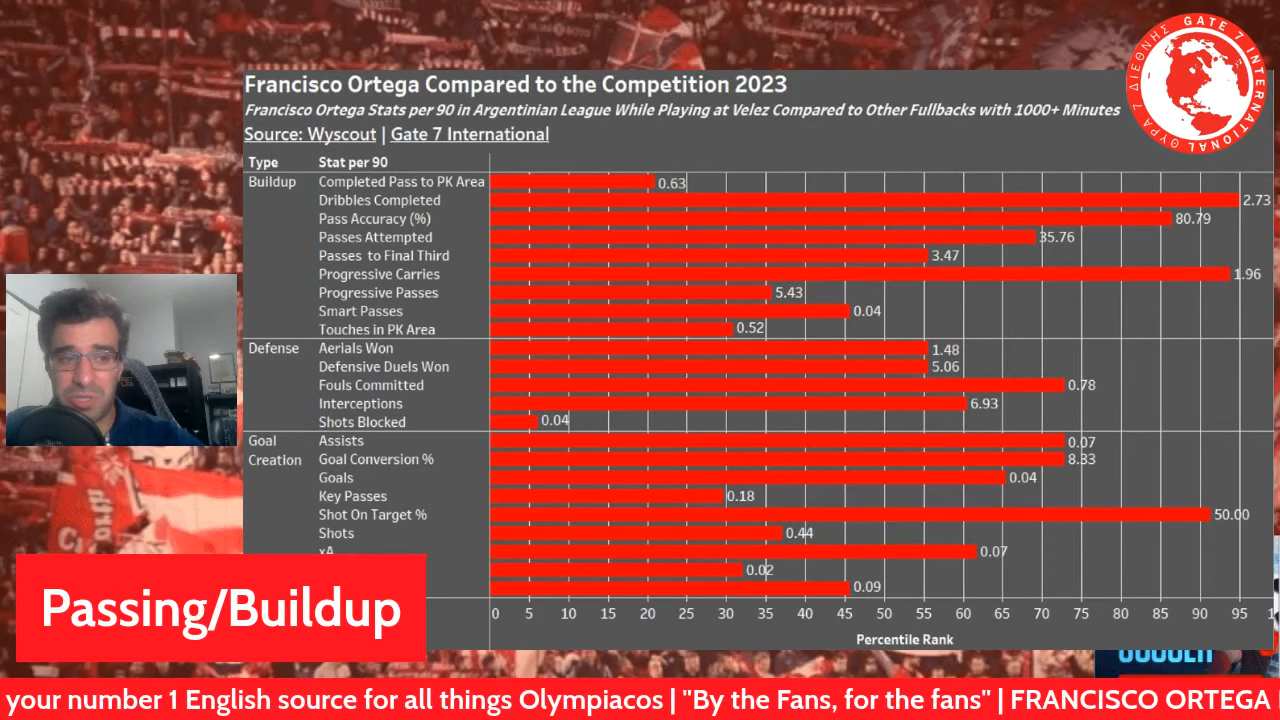 Francisco Ortega Compared to the Competition 2023
Francisco Ortega Stats per 90 in Argentinian League While Playing at Velez Compared to Other Fullbacks with 1000+ Minutes
Source: Wyscout | Gate 7 International
GATE 7 INTERNATIONAL
ΘΥΡΑ 7 ΔΙΕΘΝΗΣ
Type Stat per 90
Buildup Completed Pass to PK Area 0.63
Dribbles Completed 2.73
Pass Accuracy (%) 80.79
Passes Attempted 35.76
Passes to Final Third 3.47
Progressive Carries 1.96
Progressive Passes 5.43
Smart Passes 0.04
Touches in PK Area 0.52
Defense Aerials Won 1.48
Defensive Duels Won 5.06
Fouls Committed 0.78
Interceptions 6.93
Shots Blocked 0.04
Goal Assists 0.07
Creation Goal Conversion % 8.33
Goals 0.04
Key Passes 0.18
Shot On Target % 50.00
Shots 0.44
xA 0.07
0.02
0.09
0 5 10 15 20 25 30 35 40 45 50 55 60 65 70 75 80 85 90 95 1
Percentile Rank
Passing/Buildup
your number 1 English source for all things Olympiacos | "By the Fans, for the fans" | FRANCISCO ORTEGA